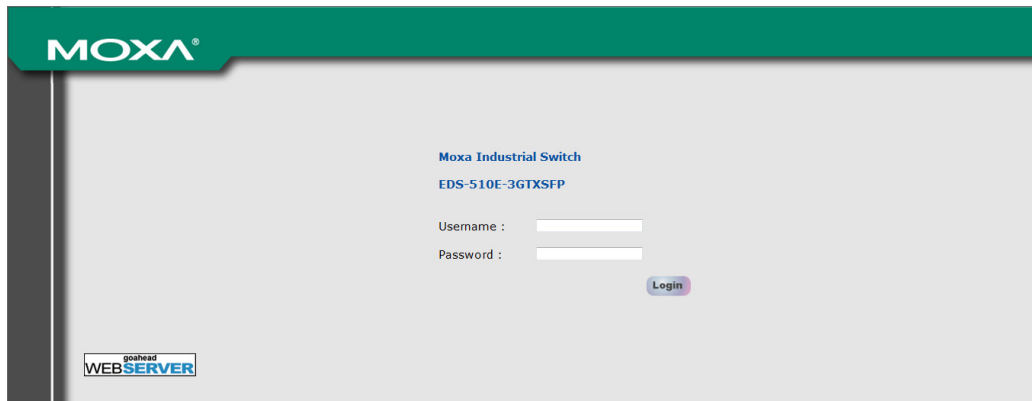 MOXA®
Moxa Industrial Switch
EDS-510E-3GTXSFP
Username :
Password :
Login
goahead
WEBSERVER